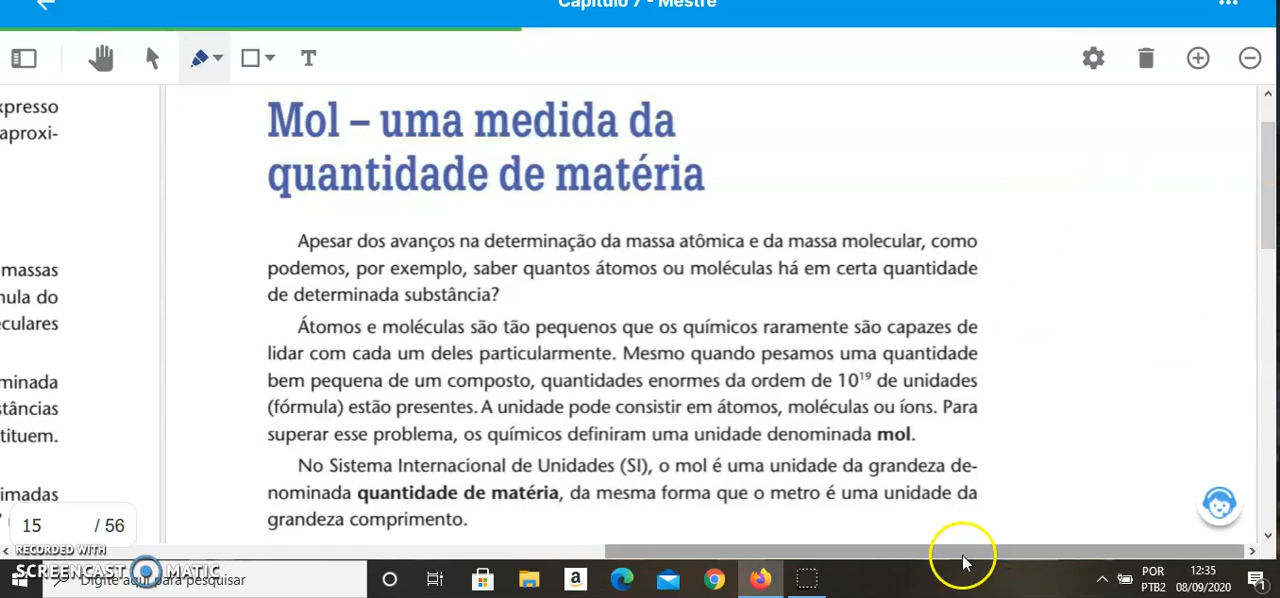 Capítulo 7 - Mestre
T
xpresso
aproxi-
massas
nula do
culares
minada
stâncias
tituem.
imadas
Mol – uma medida da
quantidade de matéria
Apesar dos avanços na determinação da massa atômica e da massa molecular, como
podemos, por exemplo, saber quantos átomos ou moléculas há em certa quantidade
de determinada substância?
Átomos e moléculas são tão pequenos que os químicos raramente são capazes de
lidar com cada um deles particularmente. Mesmo quando pesamos uma quantidade
bem pequena de um composto, quantidades enormes da ordem de 10¹⁹ de unidades
(fórmula) estão presentes. A unidade pode consistir em átomos, moléculas ou íons. Para
superar esse problema, os químicos definiram uma unidade denominada mol.
No Sistema Internacional de Unidades (SI), o mol é uma unidade da grandeza de-
nominada quantidade de matéria, da mesma forma que o metro é uma unidade da
grandeza comprimento.
15 / 56
RECORDED WITH
SCREENCAST MATIC
Digite aqui para pesquisar
a
POR
PTB2
12:35
08/09/2020
1